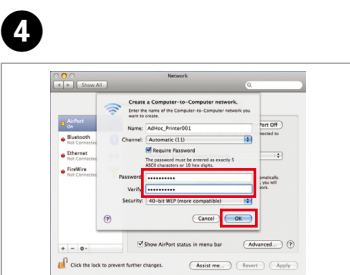 4
Network
Show All
Create a Computer-to-Computer network.
Enter the name of the Computer-to-Computer network you
want to create.
AirPort
On
Name: AdHoc_Printer001
Port Off
Bluetooth
Not Connected
Channel: Automatic (11)
Require Password
Ethernet
Not Connected
The password must be entered as exactly 5
ASCII characters or 10 hex digits.
FireWire
Not Connected
Password: ••••••••••
Verify: ••••••••••
Security: 40-bit WEP (more compatible)
?
Cancel
OK
Show AirPort status in menu bar
Advanced...
?
Click the lock to prevent further changes.
Assist me...
Revert
Apply